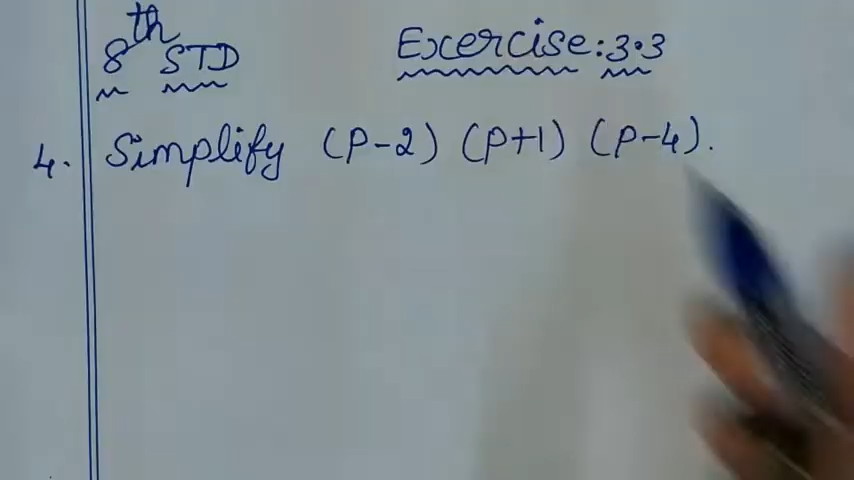 8th STD
Exercise: 3.3
4. Simplify (P-2) (P+1) (P-4).